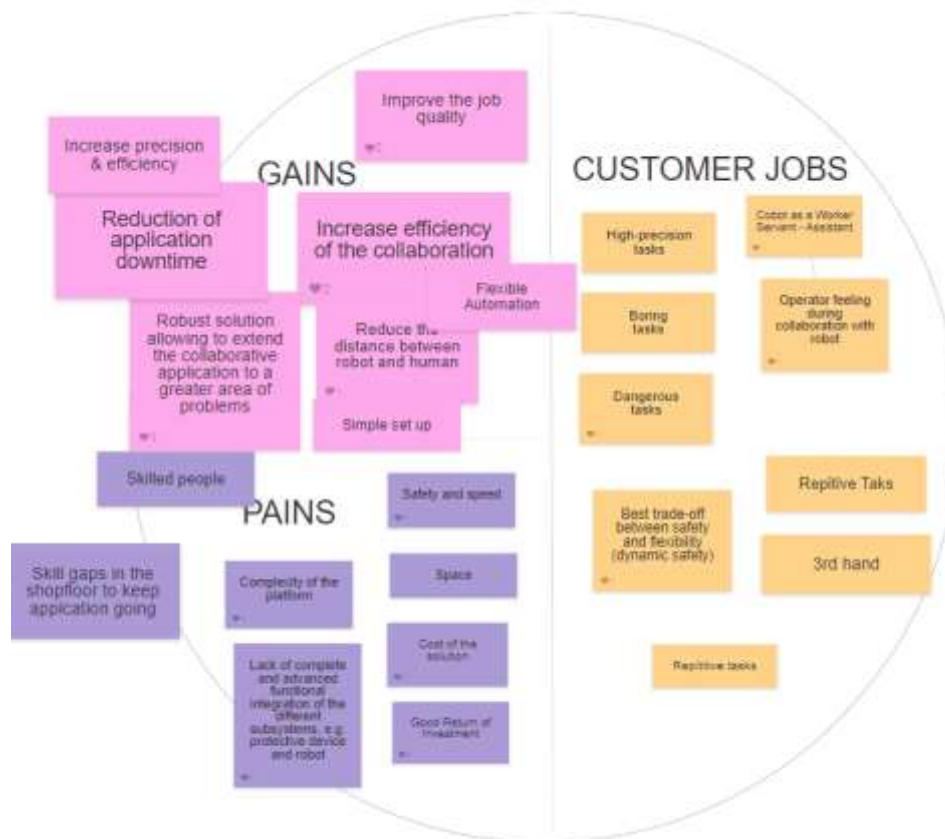 Improve the job
quality
Increase precision
& efficiency
GAINS
Reduction of
application
downtime
Increase efficiency
of the collaboration
Flexible
Automation
Robust solution
allowing to extend
the collaborative
application to a
greater area of
problems
Reduce the
distance between
robot and human
Simple set up
CUSTOMER JOBS
High-precision
tasks
Cobot as a Worker
Servant - Assistant
Boring
tasks
Operator feeling
during
collaboration with
robot
Dangerous
tasks
Best trade-off
between safety
and flexibility
(dynamic safety)
Repitive Taks
3rd hand
Repititive tasks
Skilled people
PAINS
Safety and speed
Skill gaps in the
shopfloor to keep
appication going
Complexity of the
platform
Space
Lack of complete
and advanced
functional
integration of the
different
subsystems, e.g.
protective device
and robot
Cost of the
solution
Good Return of
Investment